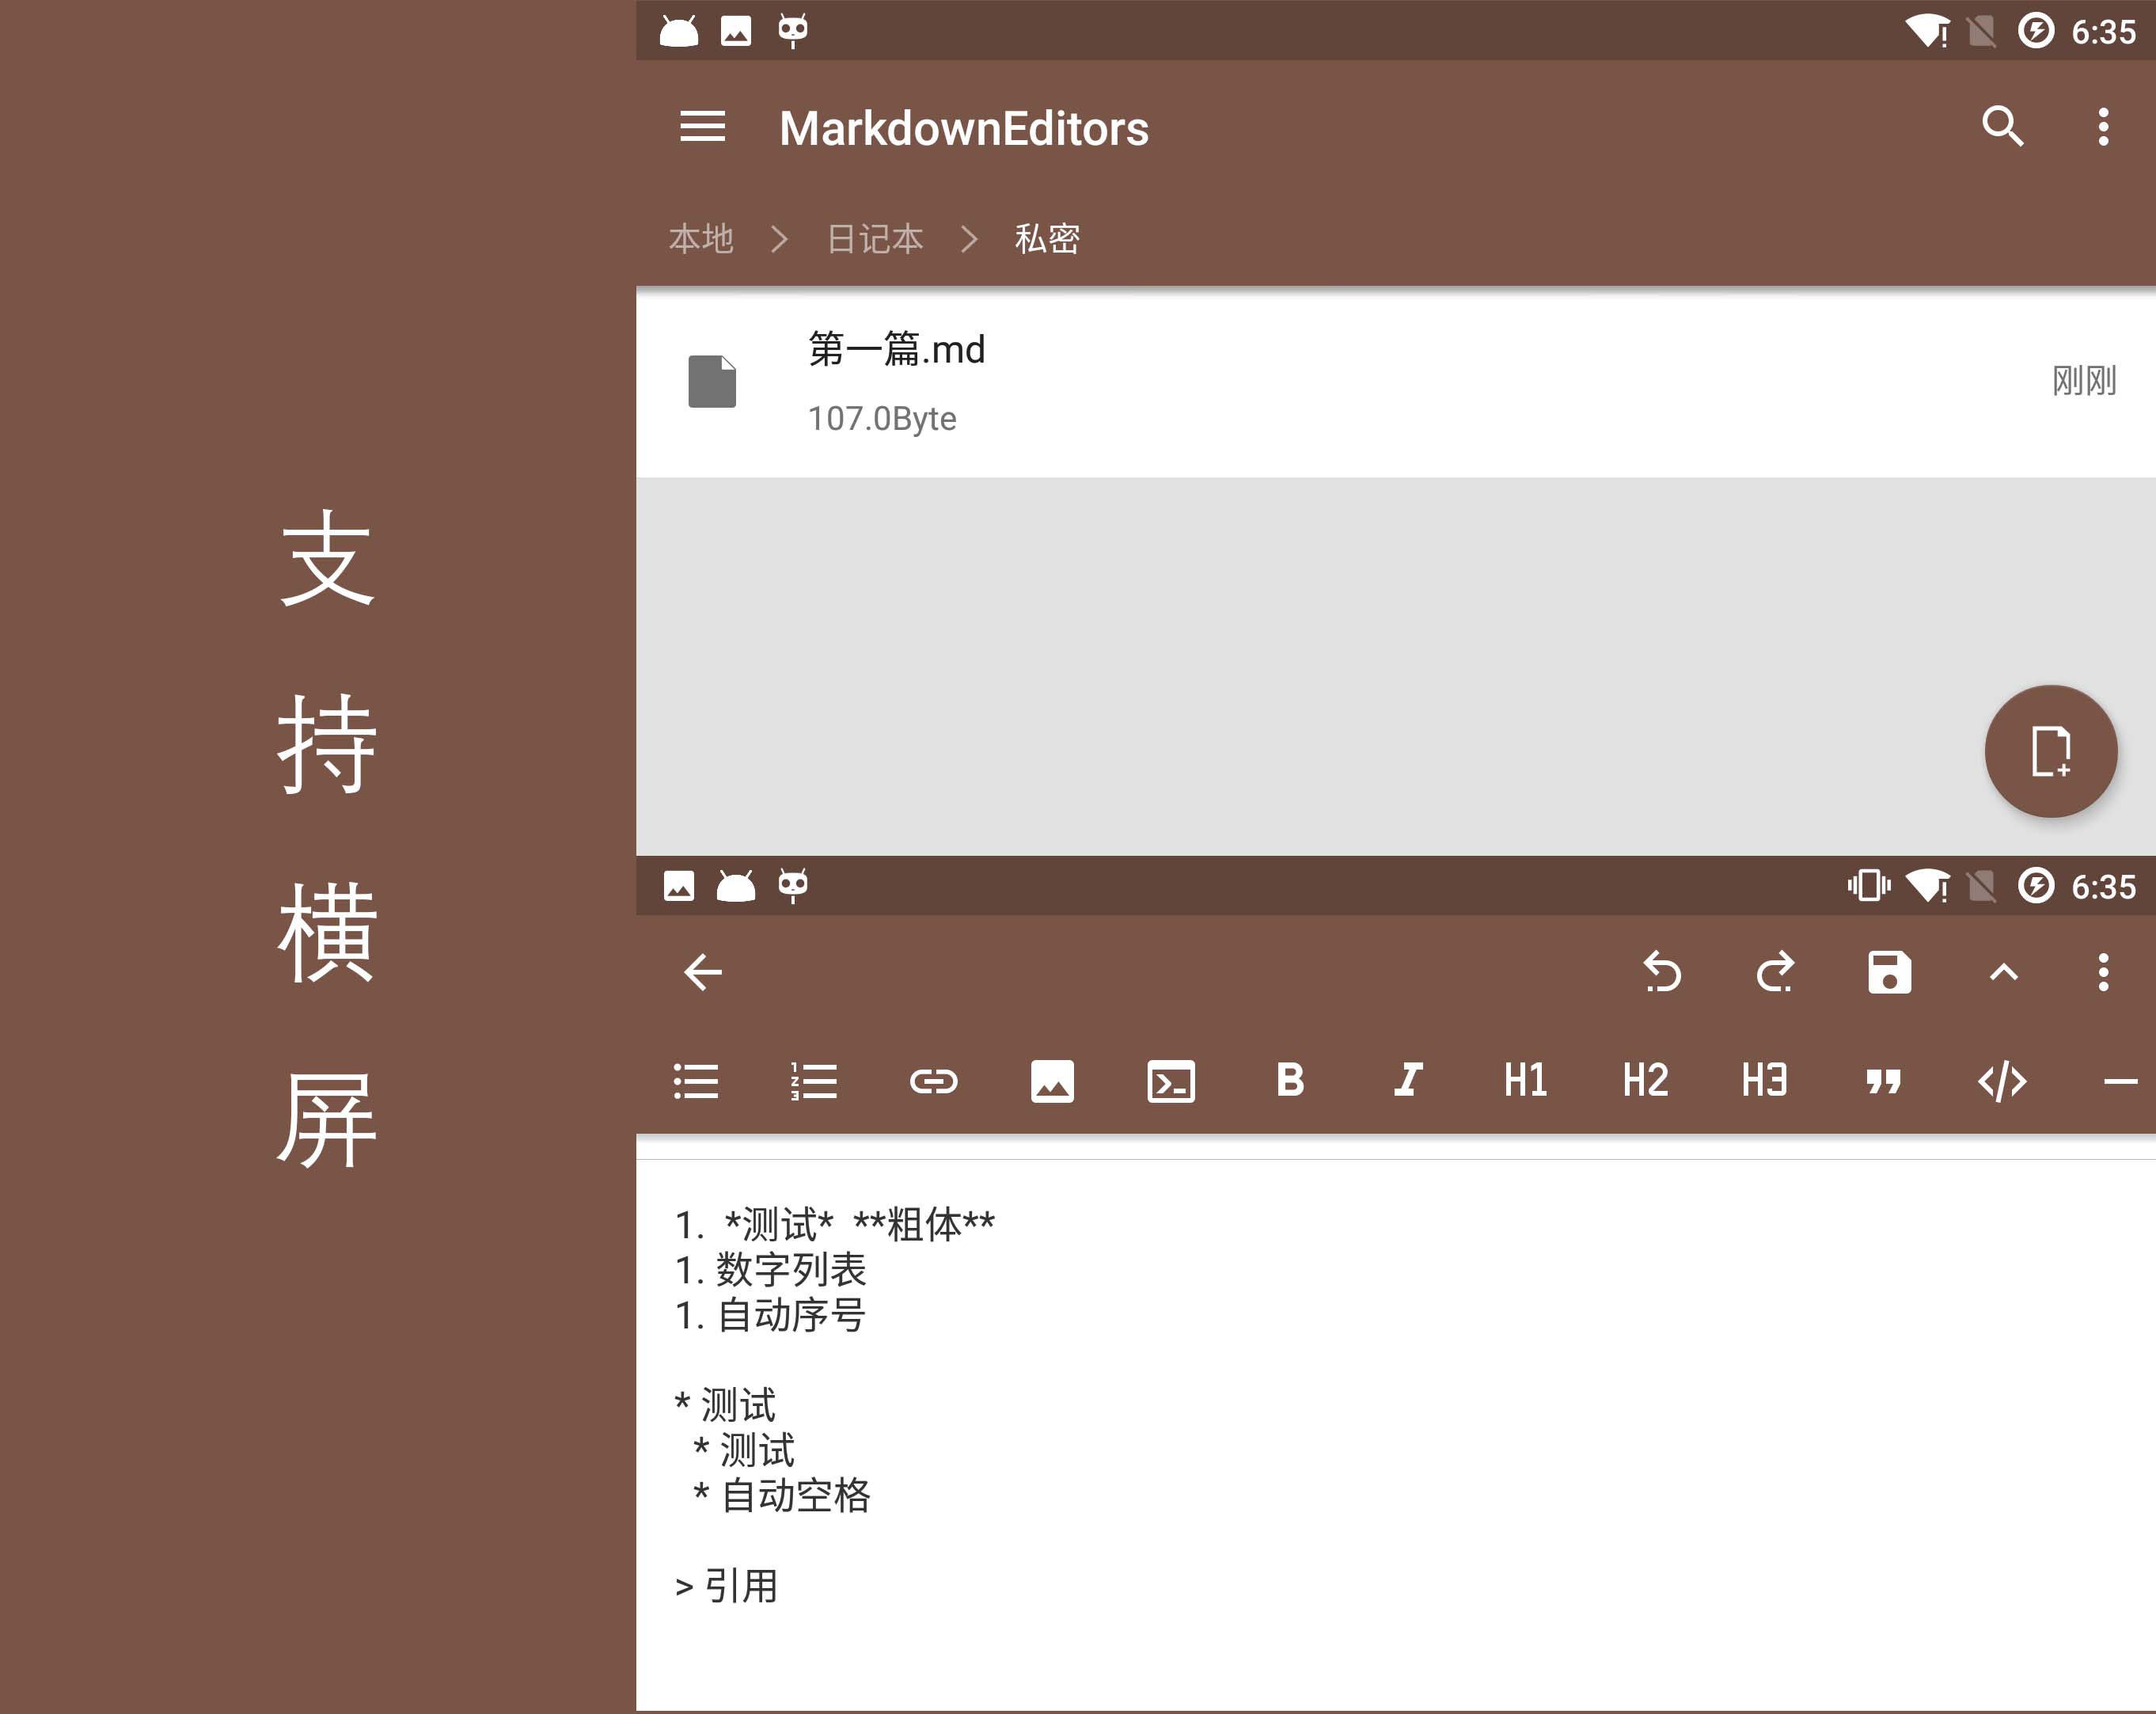 支持横屏
6:35
MarkdownEditors
本地 > 日记本 > 私密
第一篇.md
刚刚
107.0Byte
6:35
B I H1 H2 H3 " </> —
1. *测试* **粗体**
1. 数字列表
1. 自动序号
* 测试
* 测试
* 自动空格
> 引用